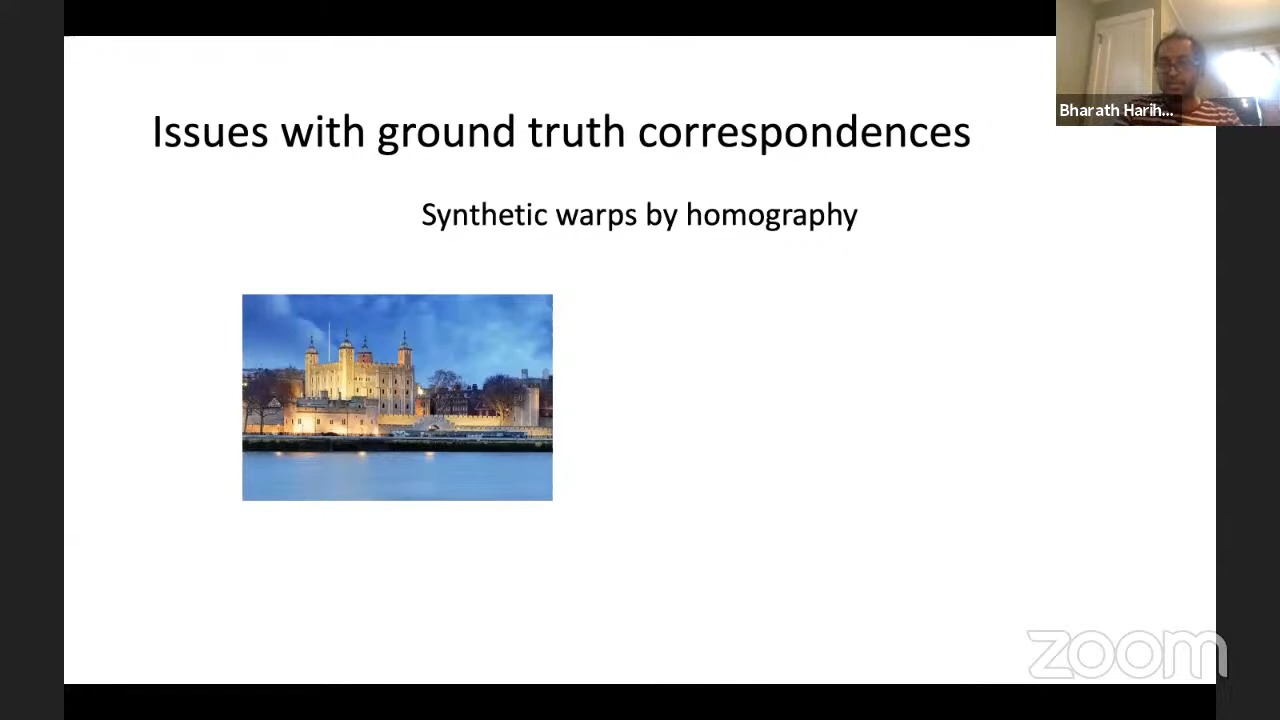 Issues with ground truth correspondences
Bharath Harih...
Synthetic warps by homography
zoom